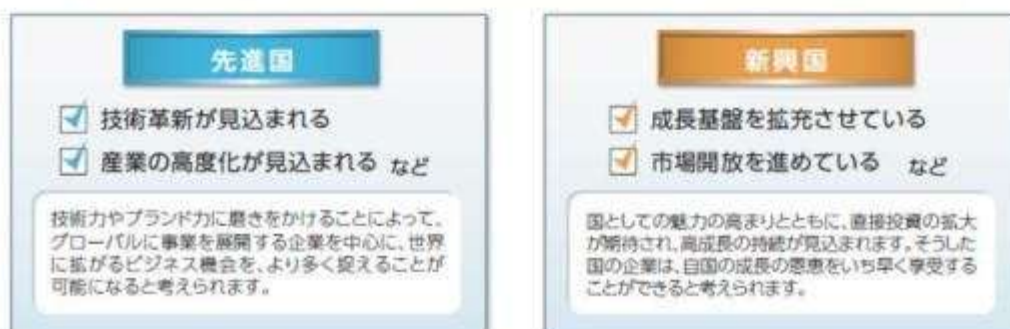 先進国
技術革新が見込まれる
産業の高度化が見込まれる など
技術力やブランド力に磨きをかけることによって、
グローバルに事業を展開する企業を中心に、世界
に拡がるビジネス機会を、より多く捉えることが
可能になると考えられます。
新興国
成長基盤を拡充させている
市場開放を進めている など
国としての魅力の高まりとともに、直接投資の拡大
が期待され、高成長の持続が見込まれます。そうした
国の企業は、自国の成長の恩恵をいち早く享受する
ことができると考えられます。